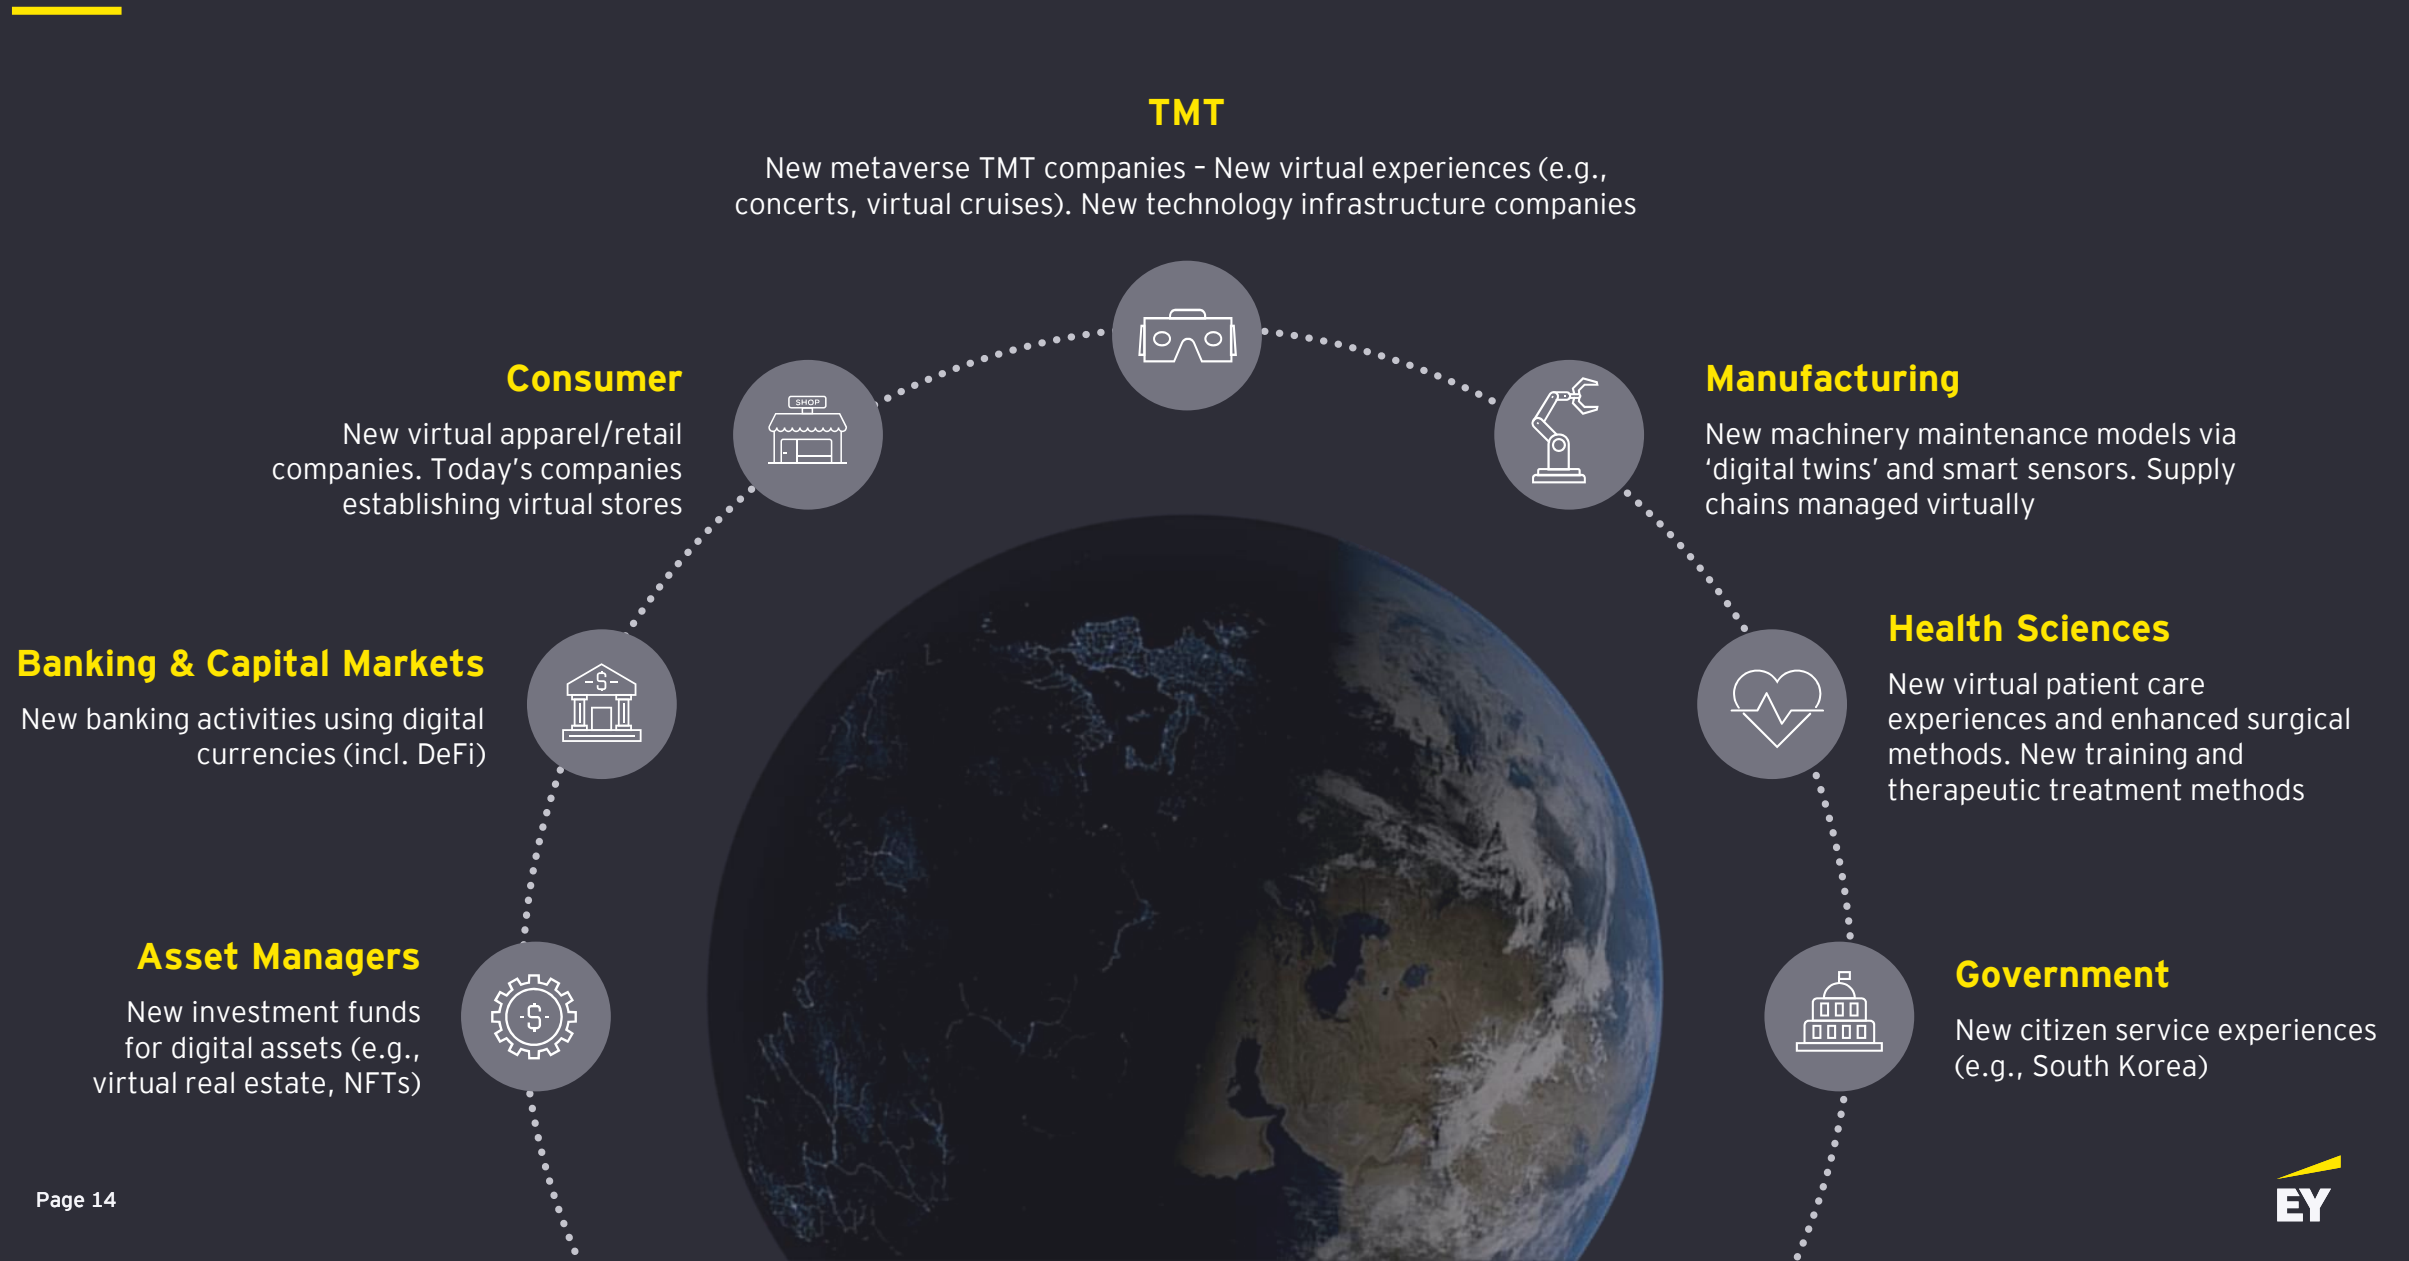 TMT
New metaverse TMT companies – New virtual experiences (e.g.,
concerts, virtual cruises). New technology infrastructure companies
Consumer
New virtual apparel/retail
companies. Today's companies
establishing virtual stores
SHOP
Manufacturing
New machinery maintenance models via
‘digital twins’ and smart sensors. Supply
chains managed virtually
Banking & Capital Markets
New banking activities using digital
currencies (incl. DeFi)
$
Health Sciences
New virtual patient care
experiences and enhanced surgical
methods. New training and
therapeutic treatment methods
Asset Managers
New investment funds
for digital assets (e.g.,
virtual real estate, NFTs)
$
Government
New citizen service experiences
(e.g., South Korea)
Page 14
EY